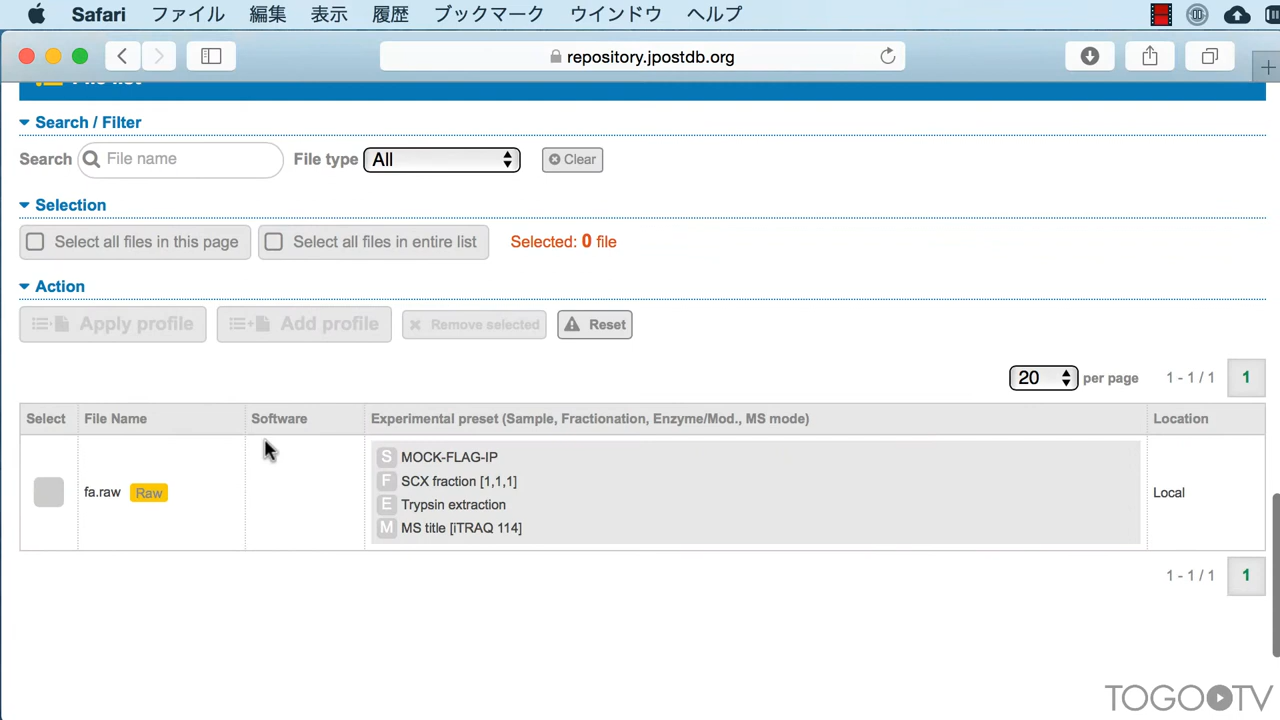 Safari ファイル 編集 表示 履歴 ブックマーク ウインドウ ヘルプ
repository.jpostdb.org
File list
Search / Filter
Search File name File type All Clear
Selection
Select all files in this page Select all files in entire list Selected: 0 file
Action
Apply profile Add profile Remove selected Reset
20 per page 1 - 1 / 1 1
Select File Name Software Experimental preset (Sample, Fractionation, Enzyme/Mod., MS mode) Location
S MOCK-FLAG-IP
F SCX fraction [1,1,1]
fa.raw Raw Local
E Trypsin extraction
M MS title [iTRAQ 114]
1 - 1 / 1 1
TOGO TV